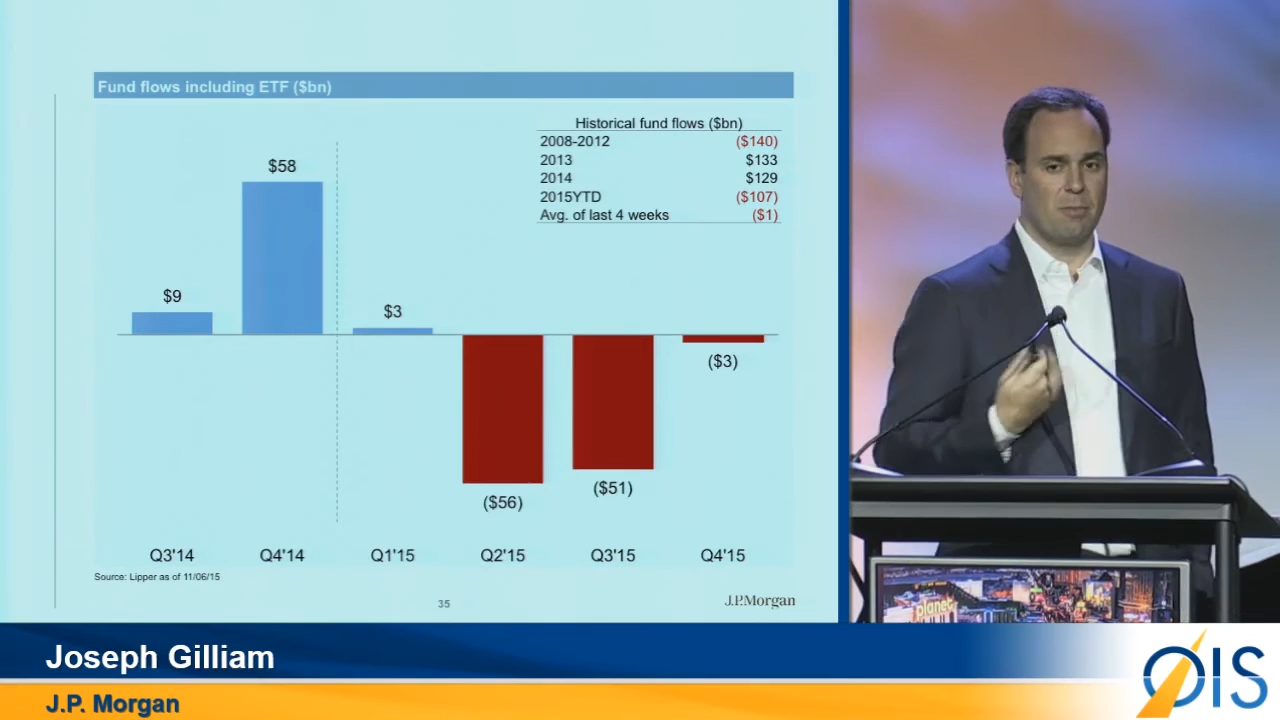 Fund flows including ETF ($bn)
Historical fund flows ($bn)
2008-2012 ($140)
2013 $133
2014 $129
2015YTD ($107)
Avg. of last 4 weeks ($1)
$9
$58
$3
($56)
($51)
($3)
Q3'14 Q4'14 Q1'15 Q2'15 Q3'15 Q4'15
Source: Lipper as of 11/06/15
35
J.P.Morgan
planet
Joseph Gilliam
J.P. Morgan
OIS